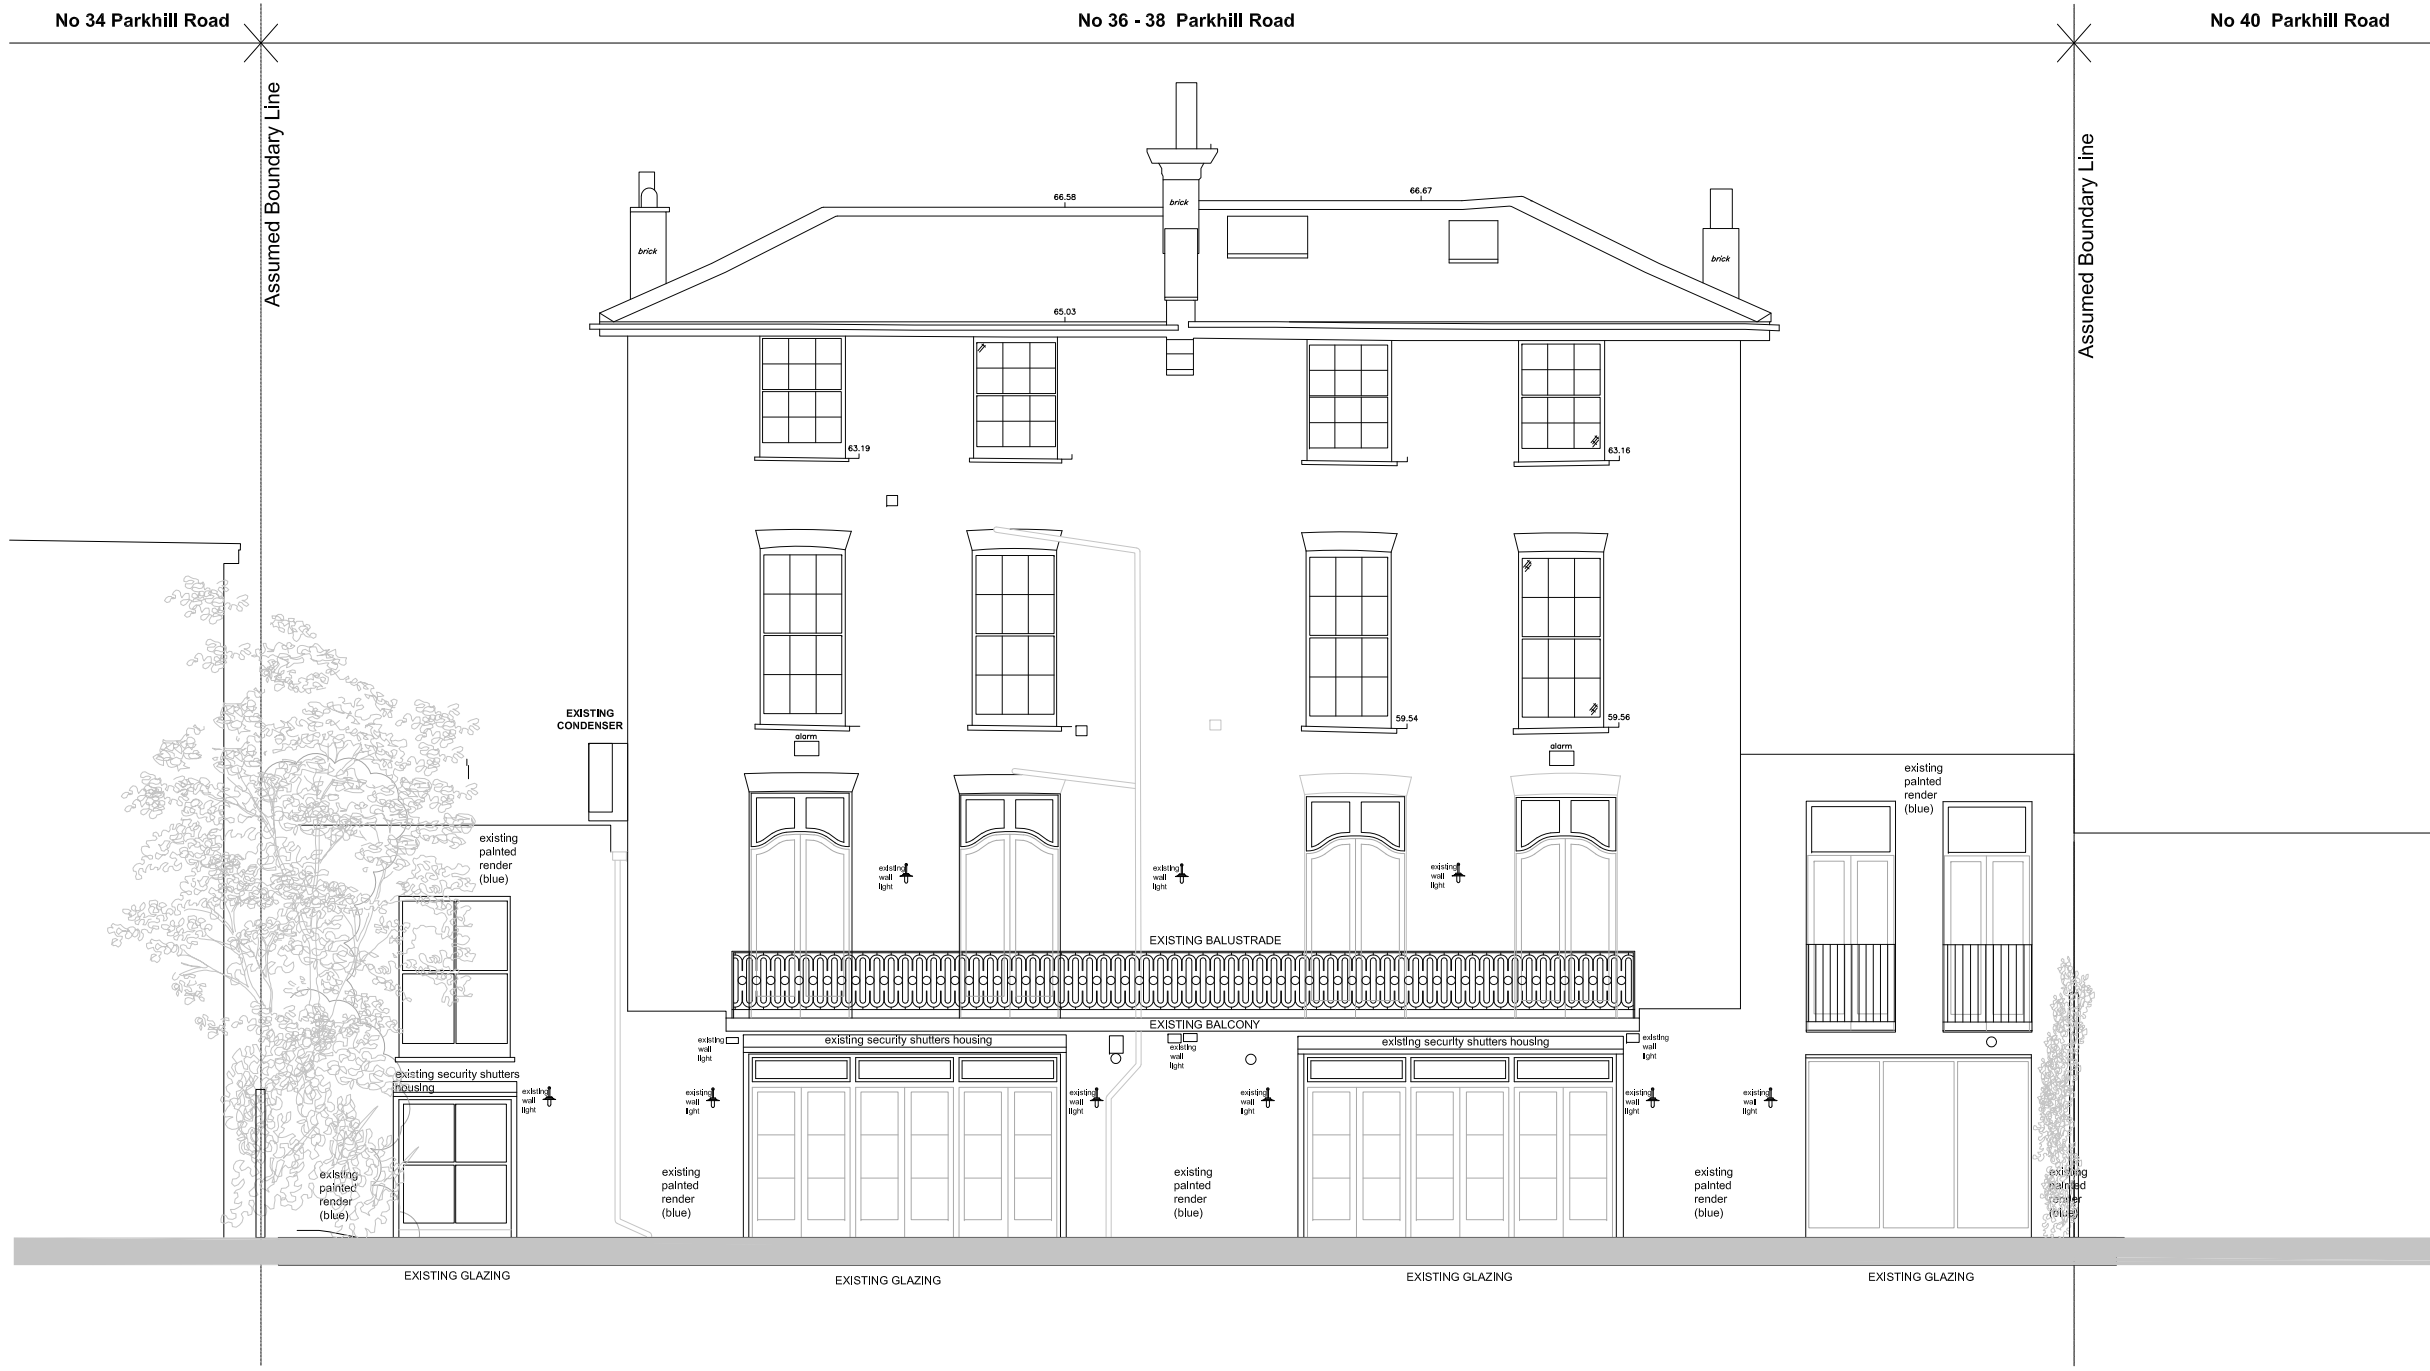 No 34 Parkhill Road
No 36 - 38 Parkhill Road
No 40 Parkhill Road
Assumed Boundary Line
Assumed Boundary Line
66.58
66.67
brick
brick
brick
65.03
63.19
63.16
59.54
59.56
EXISTING
CONDENSER
alarm
alarm
existing
painted
render
(blue)
existing
painted
render
(blue)
existing
wall
light
existing
wall
light
existing
wall
light
EXISTING BALUSTRADE
EXISTING BALCONY
existing
wall
light
existing security shutters housing
existing
wall
light
existing security shutters housing
existing
wall
light
existing security shutters
housing
existing
wall
light
existing
wall
light
existing
wall
light
existing
wall
light
existing
wall
light
existing
wall
light
existing
painted
render
(blue)
existing
painted
render
(blue)
existing
painted
render
(blue)
existing
painted
render
(blue)
existing
painted
render
(blue)
EXISTING GLAZING
EXISTING GLAZING
EXISTING GLAZING
EXISTING GLAZING